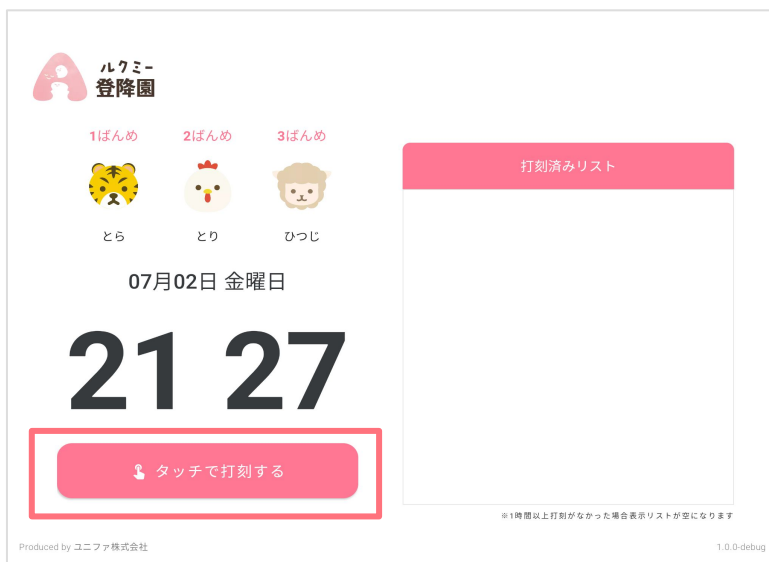 ルクミー
登降園
1ばんめ 2ばんめ 3ばんめ
とら とり ひつじ
07月02日 金曜日
21 27
タッチで打刻する
打刻済みリスト
※1時間以上打刻がなかった場合表示リストが空になります
Produced by ユニファ株式会社
1.0.0-debug